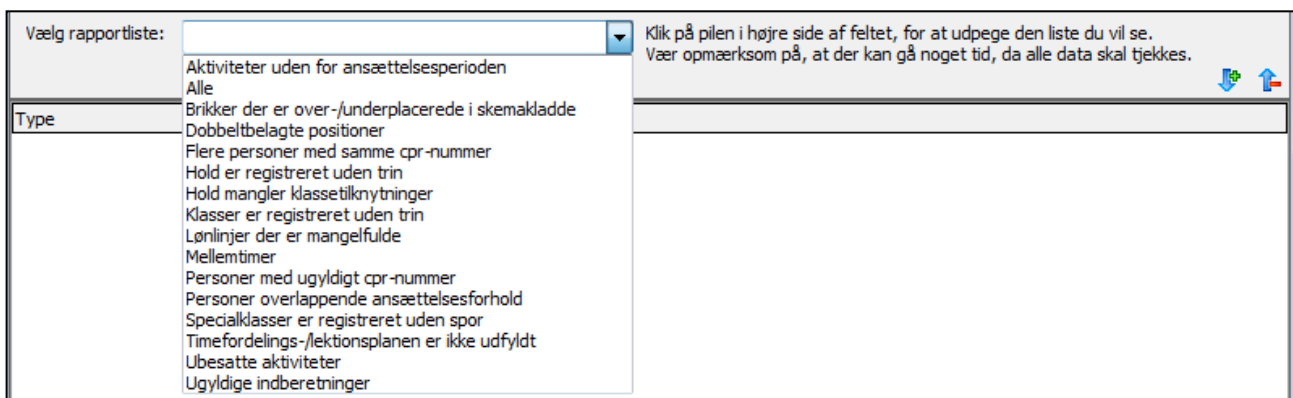 Vælg rapportliste:
Klik på pilen i højre side af feltet, for at udpege den liste du vil se.
Vær opmærksom på, at der kan gå noget tid, da alle data skal tjekkes.
Type
Aktiviteter uden for ansættelsesperioden
Alle
Brikker der er over-/underplacerede i skemakladde
Dobbeltbelagte positioner
Flere personer med samme cpr-nummer
Hold er registreret uden trin
Hold mangler klassetilknytninger
Klasser er registreret uden trin
Lønlinjer der er mangelfulde
Mellemtimer
Personer med ugyldigt cpr-nummer
Personer overlappende ansættelsesforhold
Specialklasser er registreret uden spor
Timefordelings-/lektionsplanen er ikke udfyldt
Ubesatte aktiviteter
Ugyldige indberetninger